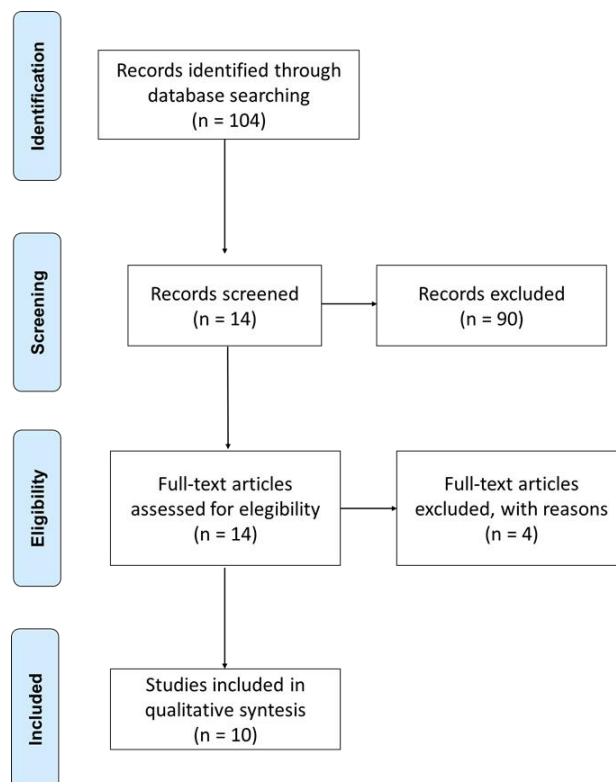 Identification
Records identified through
database searching
(n = 104)
Screening
Records screened
(n = 14)
Records excluded
(n = 90)
Eligibility
Full-text articles
assessed for elegibility
(n = 14)
Full-text articles
excluded, with reasons
(n = 4)
Included
Studies included in
qualitative syntesis
(n = 10)